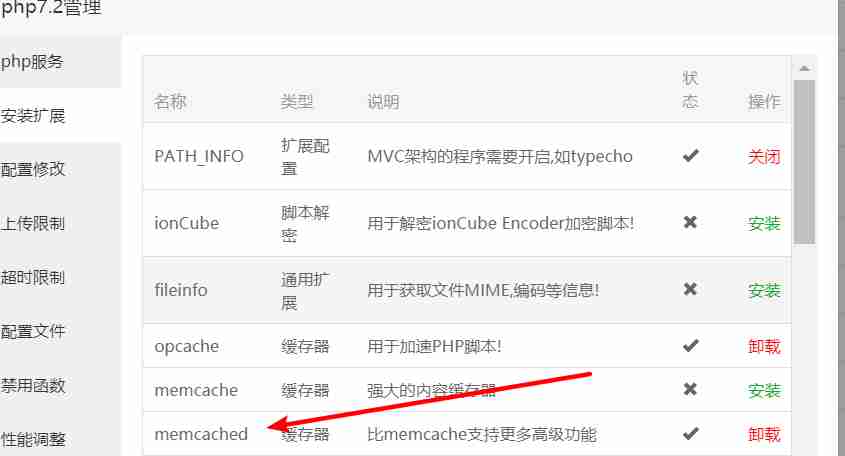 php7.2管理
php服务
安装扩展
配置修改
上传限制
超时限制
配置文件
禁用函数
性能调整
名称 类型 说明 状态 操作
PATH_INFO 扩展配置 MVC架构的程序需要开启,如typecho 关闭
ionCube 脚本解密 用于解密ionCube Encoder加密脚本! 安装
fileinfo 通用扩展 用于获取文件MIME,编码等信息! 安装
opcache 缓存器 用于加速PHP脚本! 卸载
memcache 缓存器 强大的内容缓存器 安装
memcached 缓存器 比memcache支持更多高级功能 卸载